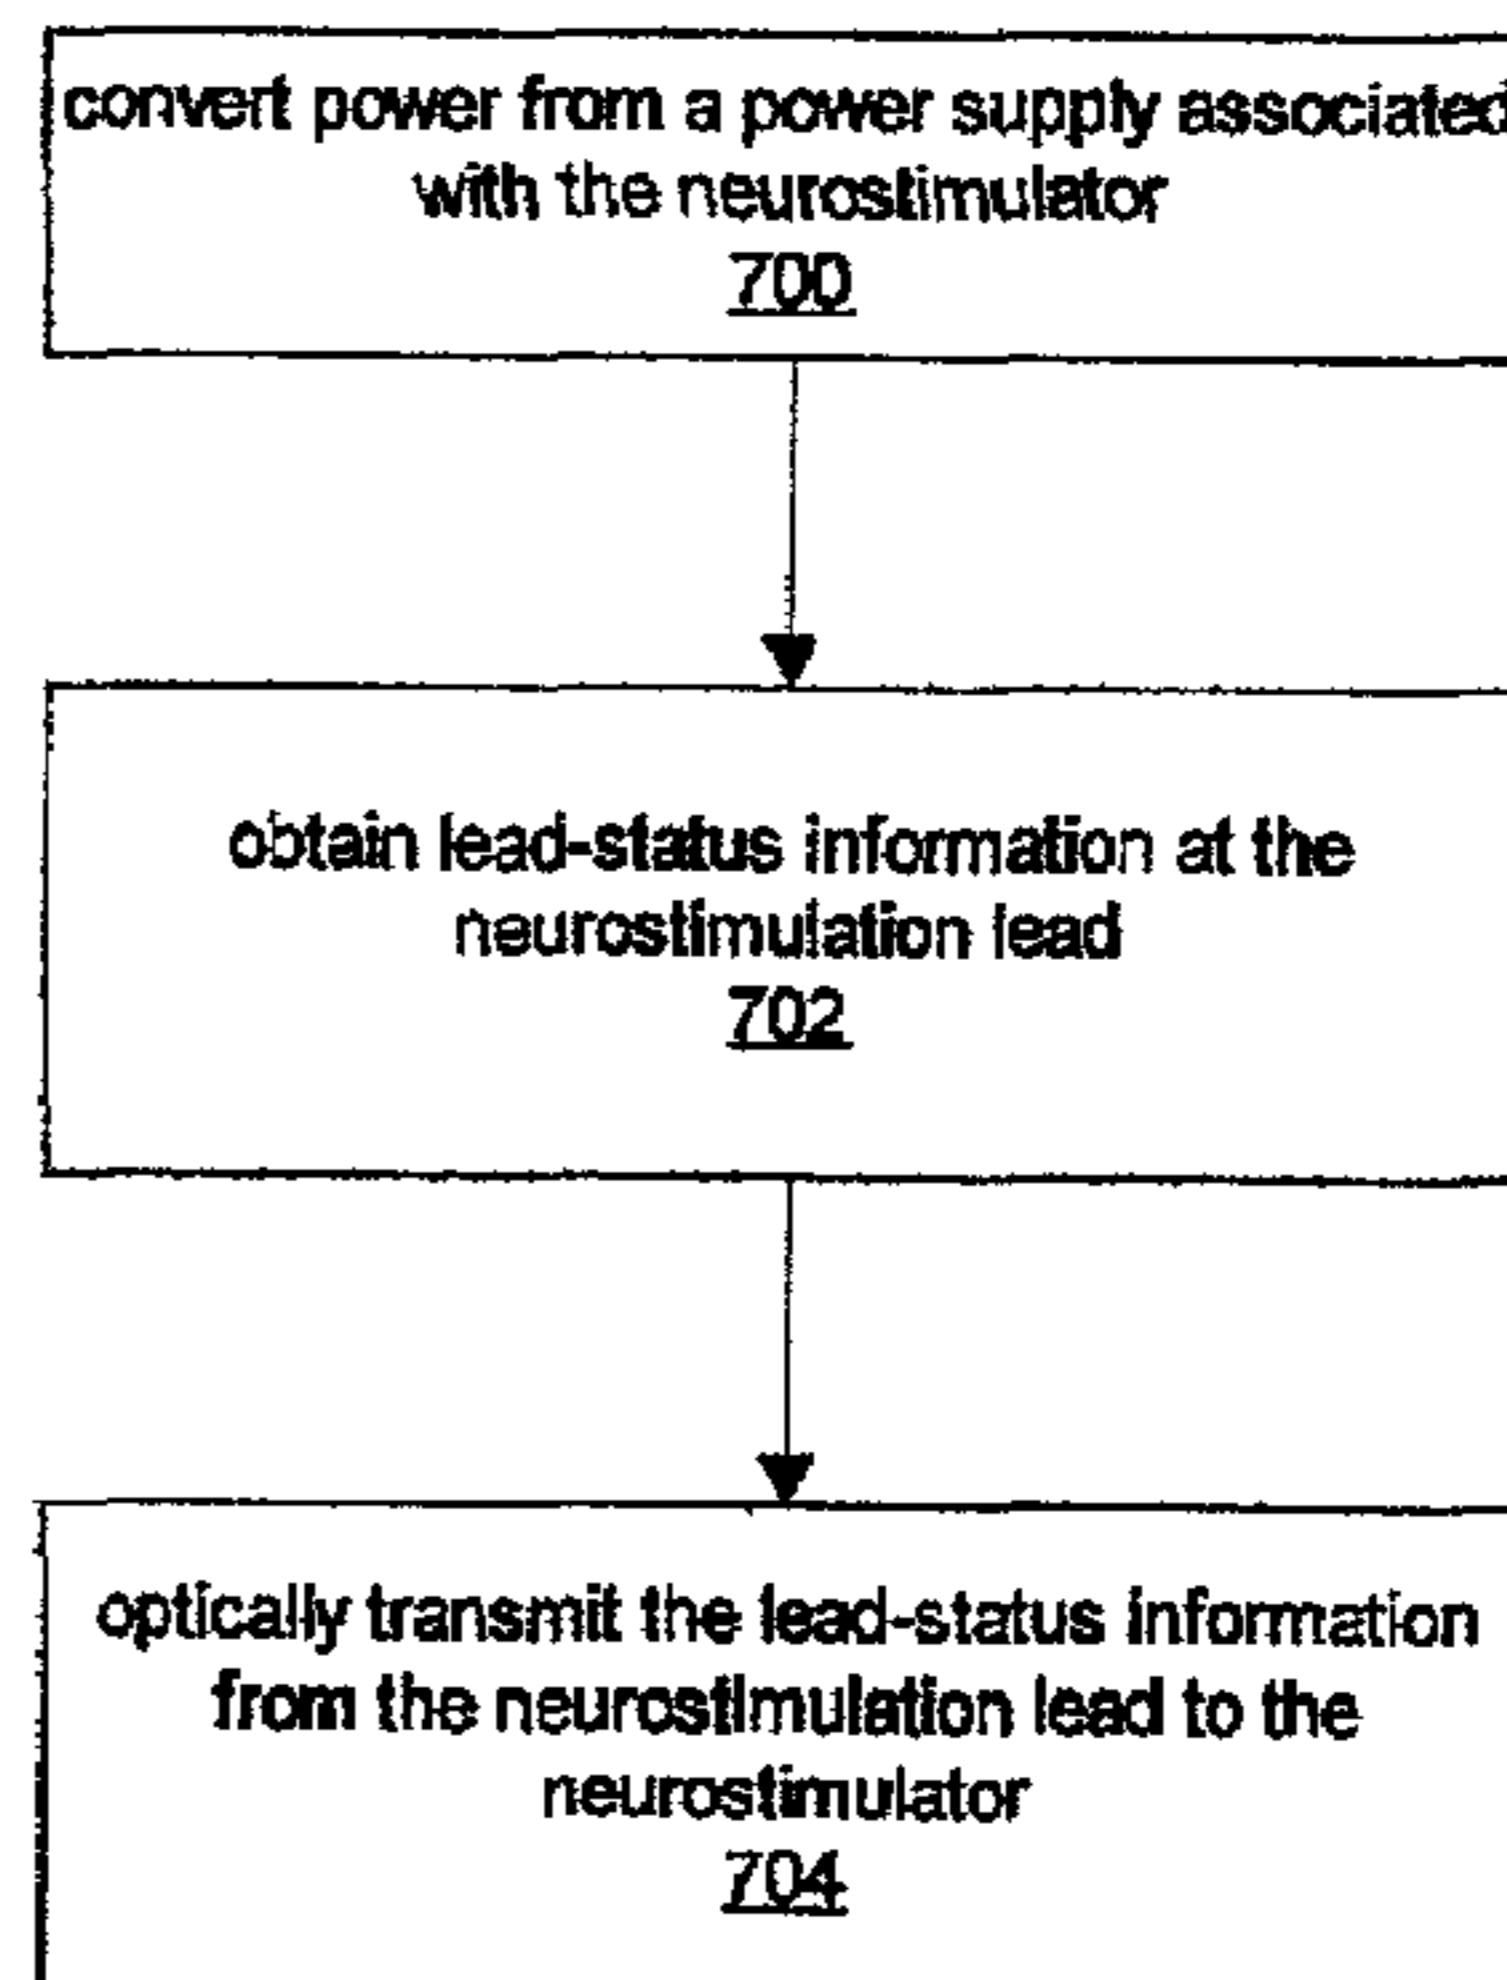 convert power from a power supply associated
with the neurostimulator
700
obtain lead-status information at the
neurostimulation lead
702
optically transmit the lead-status information
from the neurostimulation lead to the
neurostimulator
704